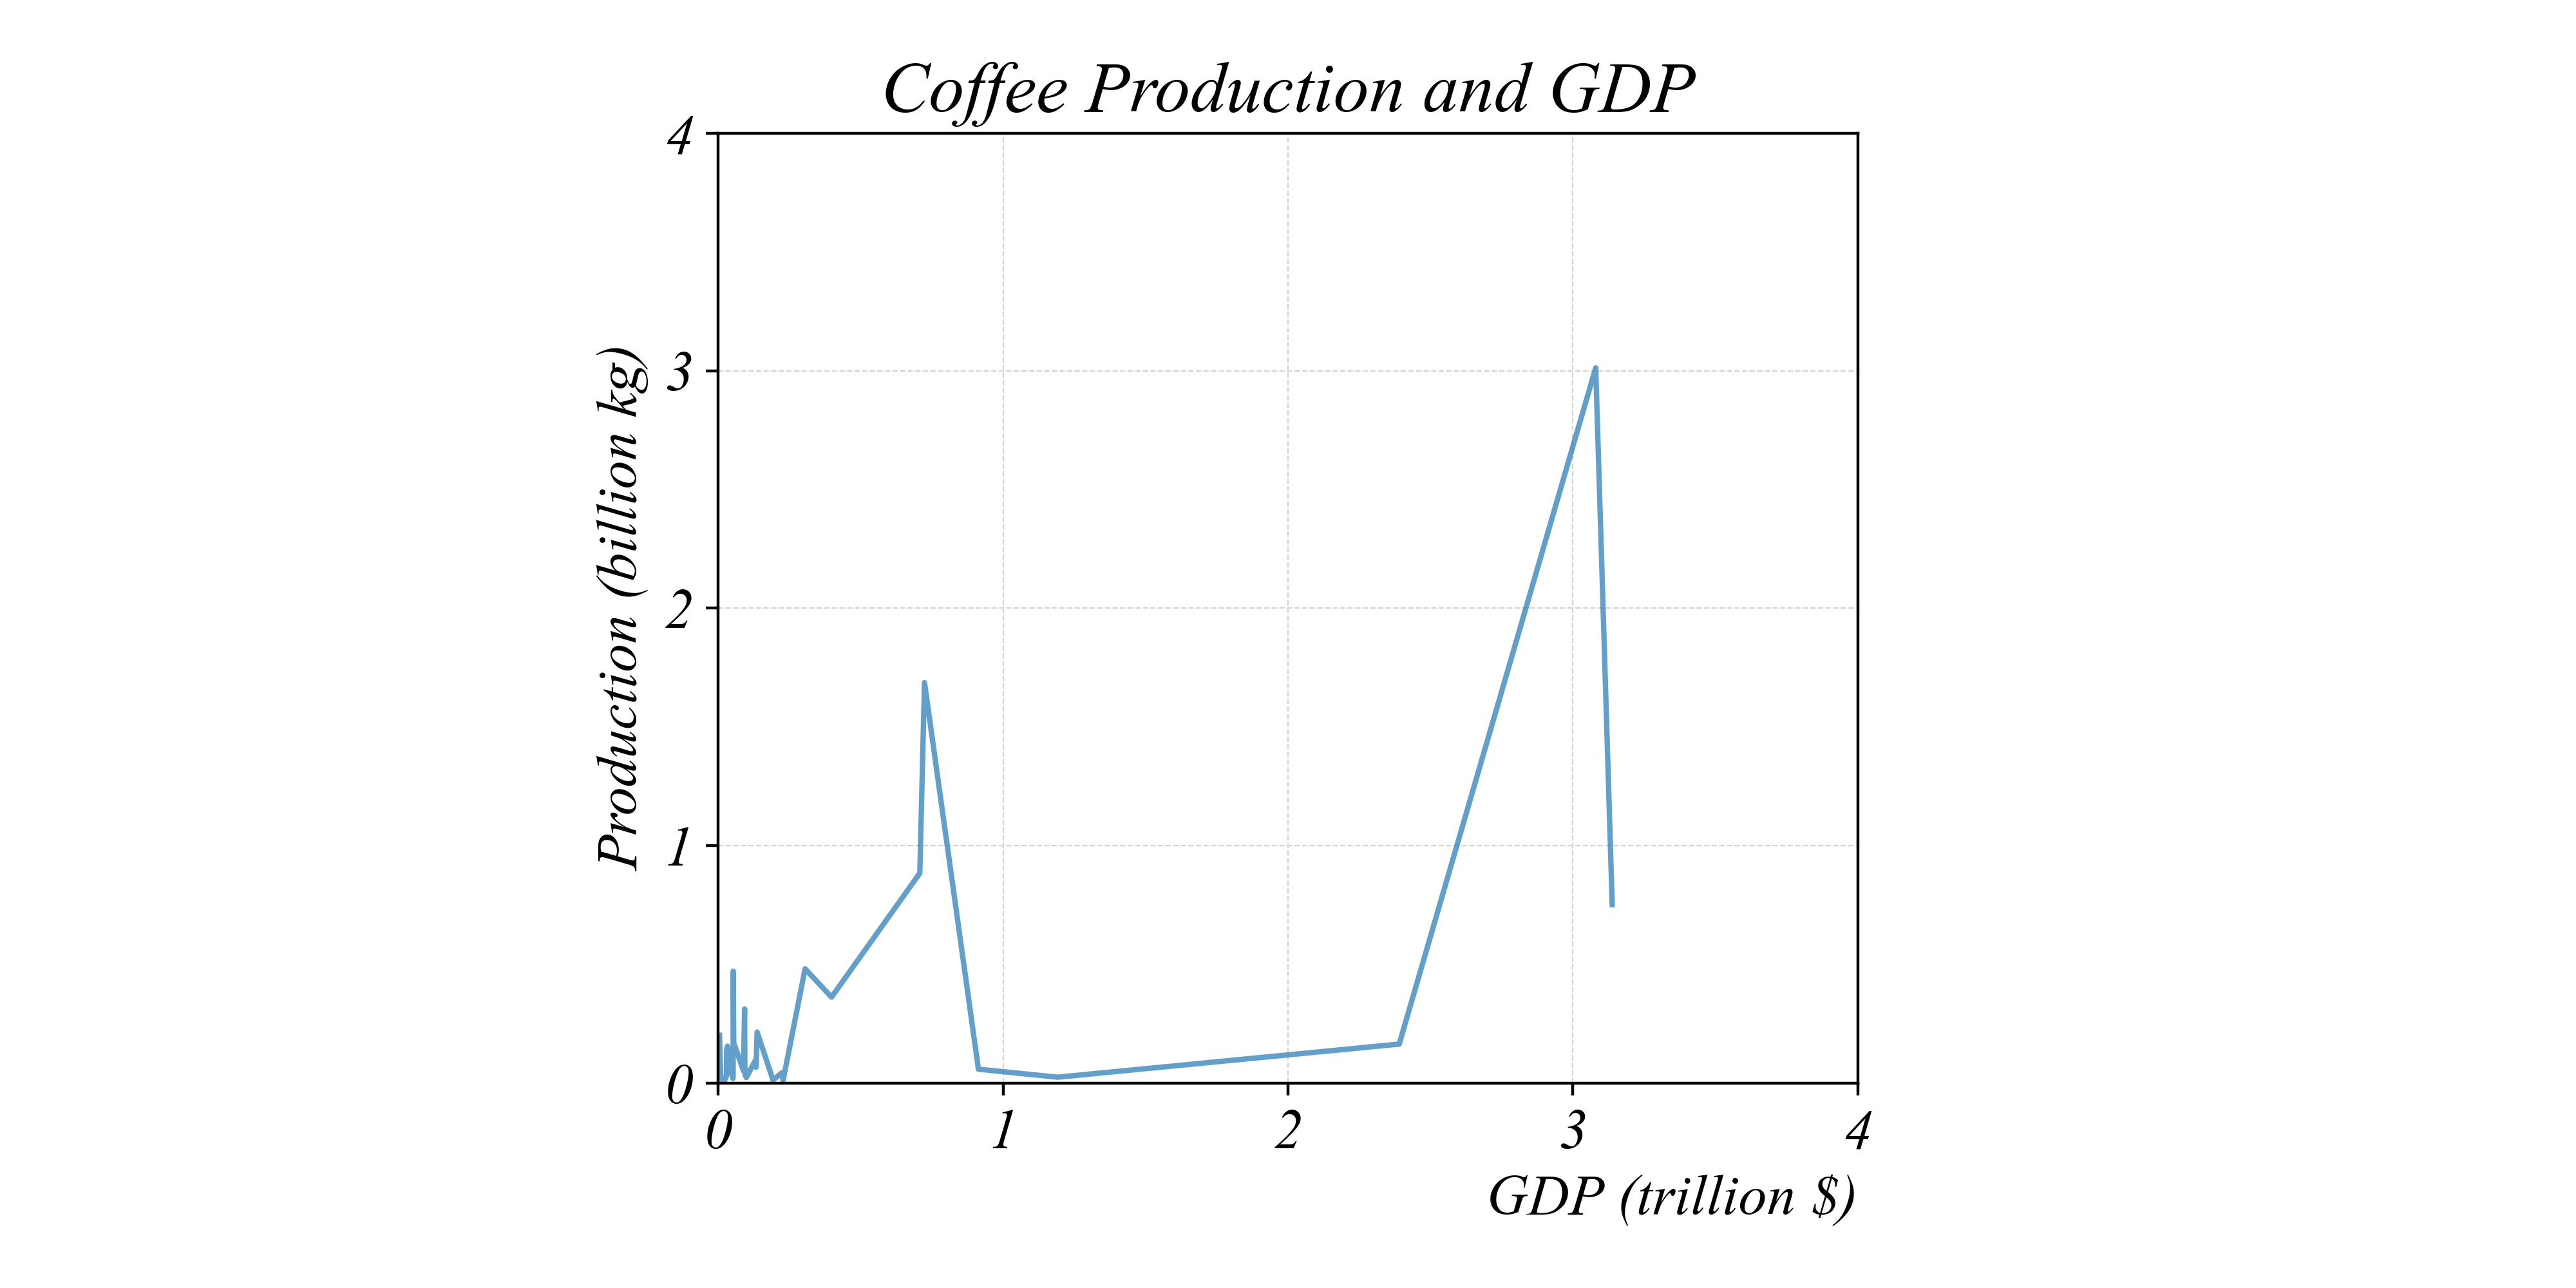 Coffee Production and GDP
Production (billion kg)
4
3
2
1
0
0 1 2 3 4
GDP (trillion $)